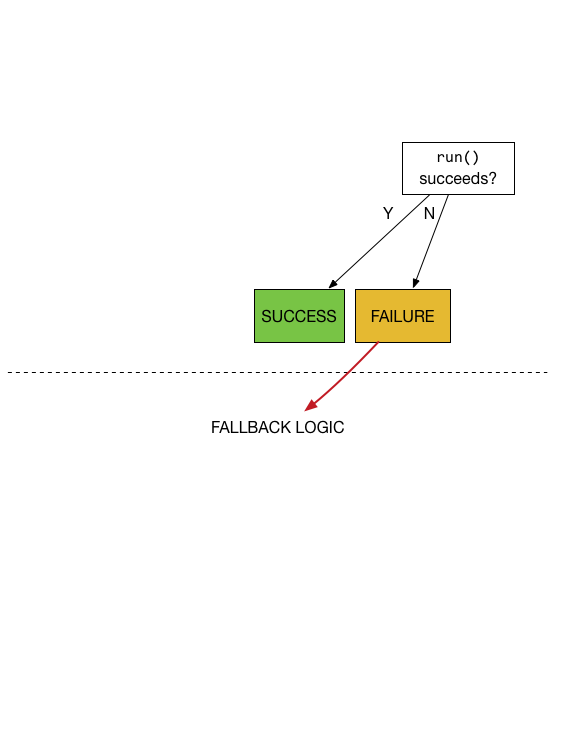 run()
succeeds?
Y
N
SUCCESS
FAILURE
FALLBACK LOGIC